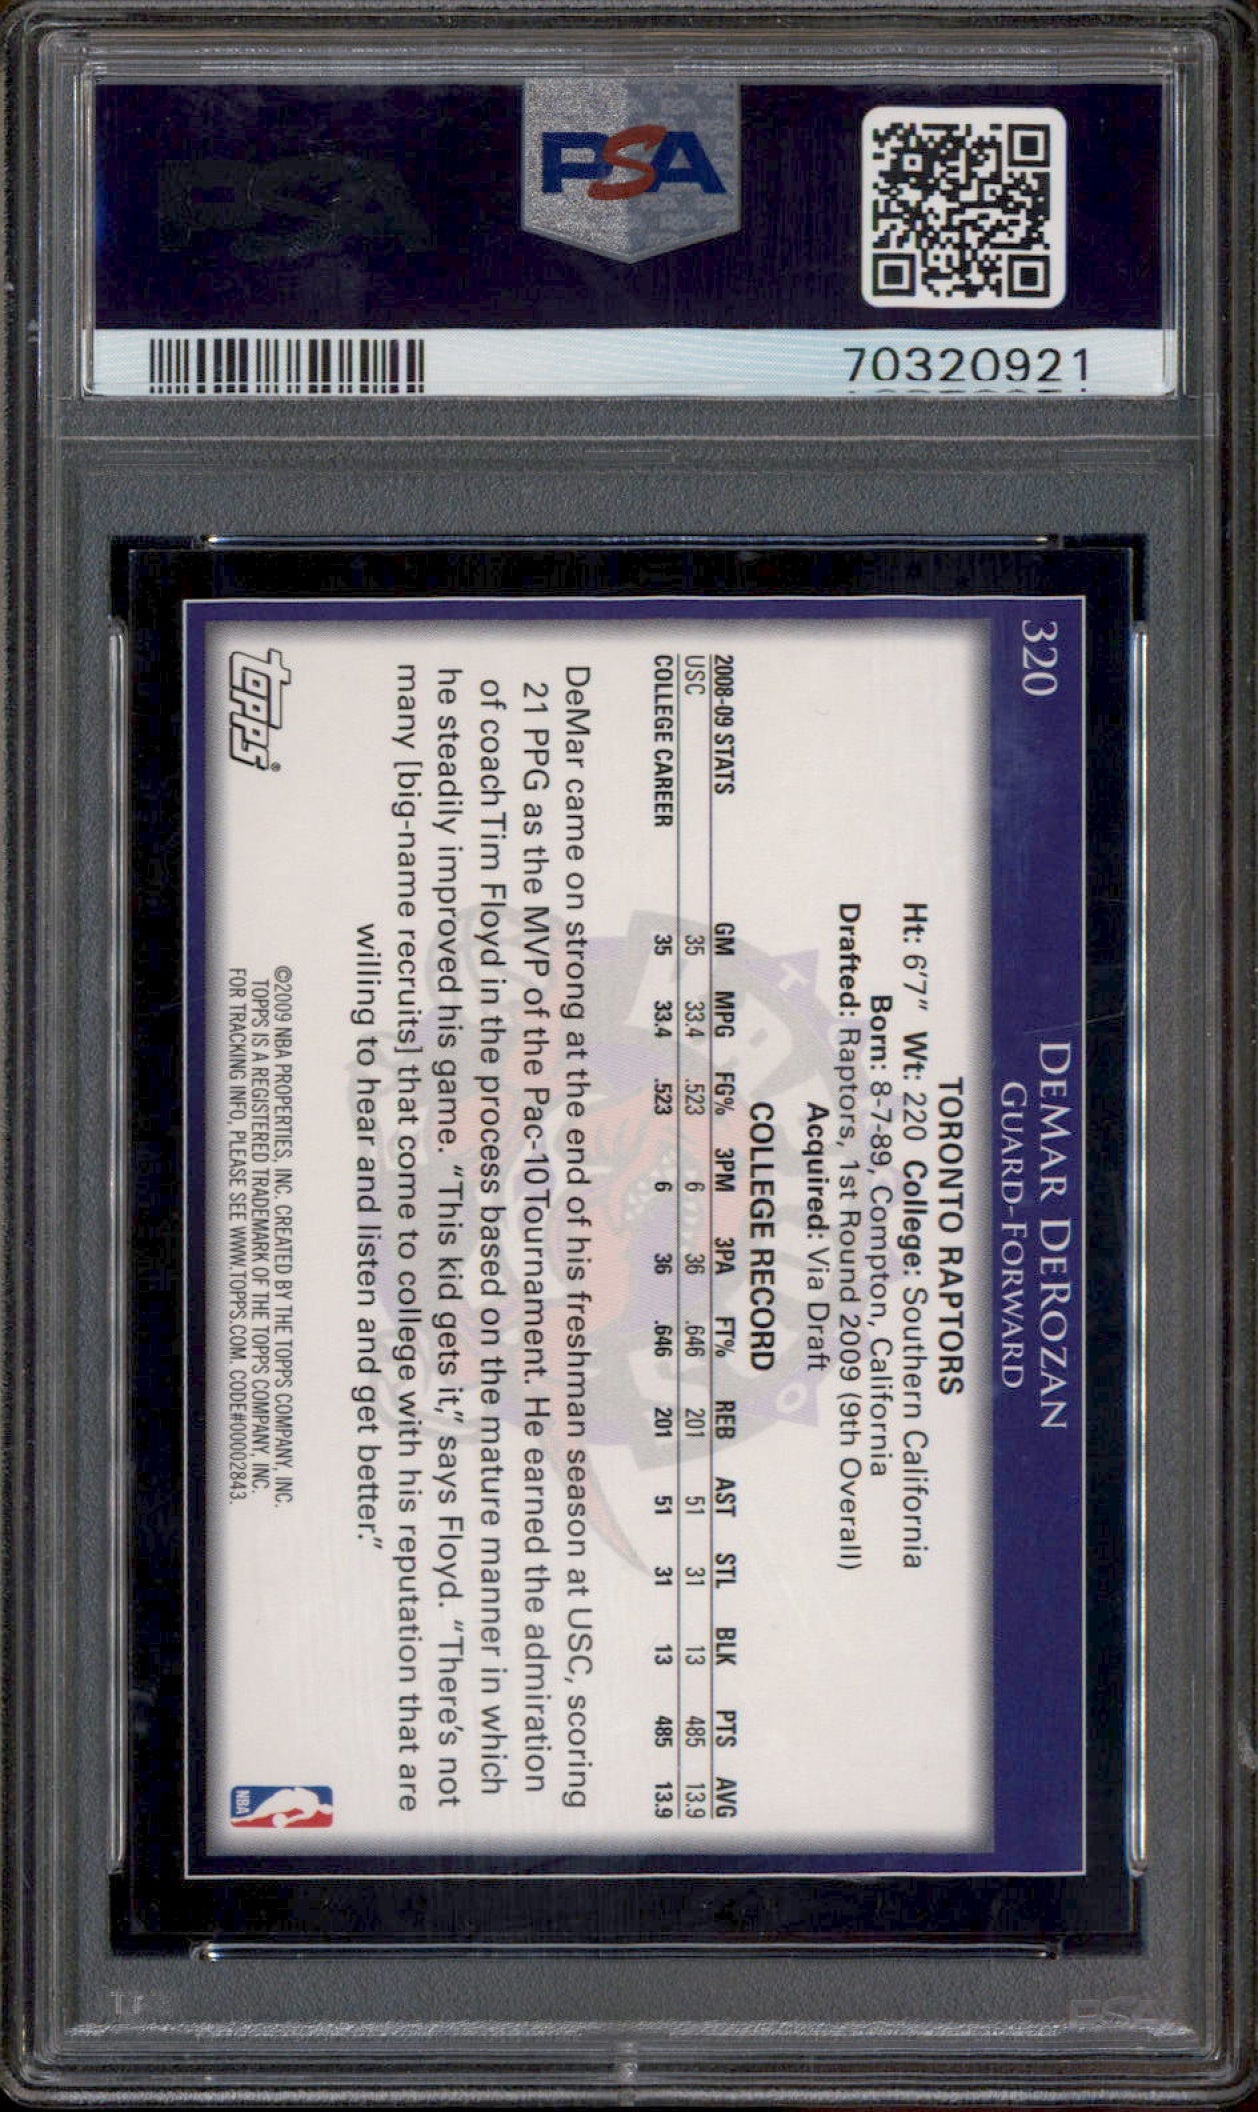 PSA
70320921
320
DEMAR DEROZAN
GUARD-FORWARD
TORONTO RAPTORS
Ht: 6'7" Wt: 220 College: Southern California
Born: 8-7-89, Compton, California
Drafted: Raptors, 1st Round 2009 (9th Overall)
Acquired: Via Draft
COLLEGE RECORD
2008-09 STATS GM MPG FG% 3PM 3PA FT% REB AST STL BLK PTS AVG
USC 35 33.4 .523 6 36 .646 201 51 31 13 485 13.9
COLLEGE CAREER 35 33.4 .523 6 36 .646 201 51 31 13 485 13.9
DeMar came on strong at the end of his freshman season at USC, scoring
21 PPG as the MVP of the Pac-10 Tournament. He earned the admiration
of coach Tim Floyd in the process based on the mature manner in which
he steadily improved his game. "This kid gets it," says Floyd. "There's not
many [big-name recruits] that come to college with his reputation that are
willing to hear and listen and get better."
topps®
©2009 NBA PROPERTIES, INC. CREATED BY THE TOPPS COMPANY, INC.
TOPPS IS A REGISTERED TRADEMARK OF THE TOPPS COMPANY, INC.
FOR TRACKING INFO, PLEASE SEE WWW.TOPPS.COM. CODE#00002843.
NBA
PSA